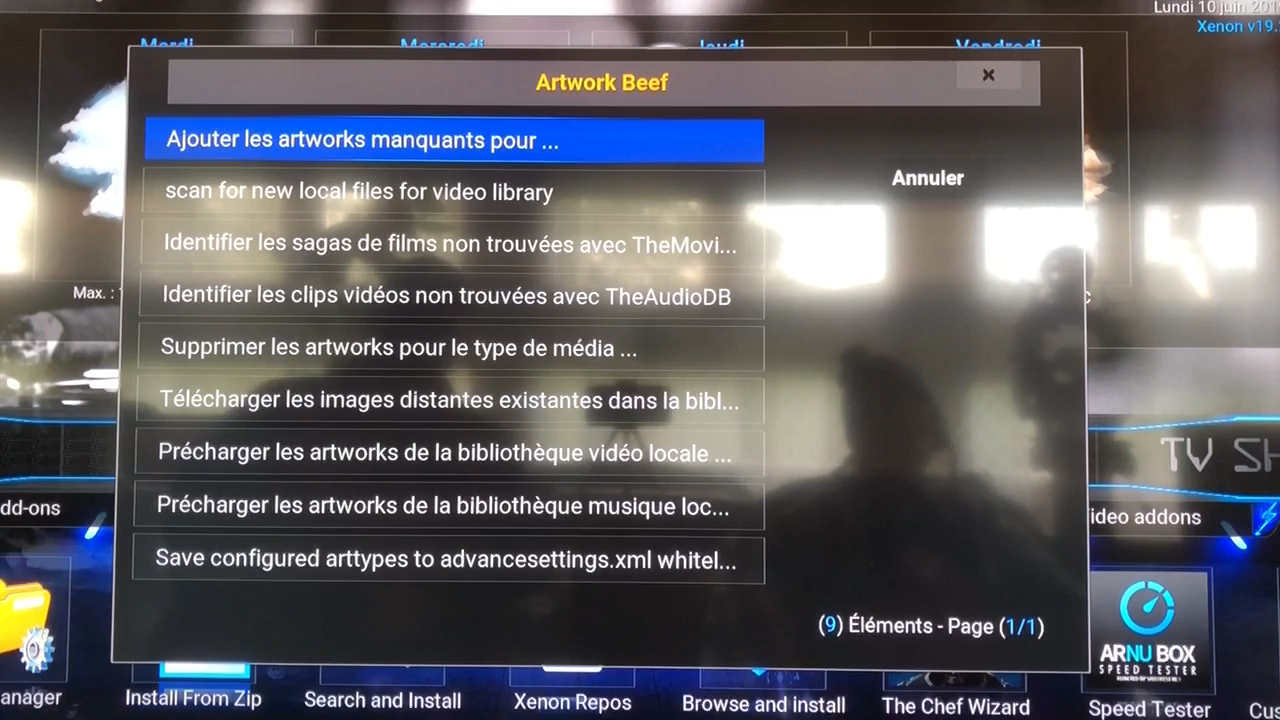 Lundi 10 juin 201
Xenon v19.
Mardi
Mercredi
Jeudi
Vendredi
Artwork Beef
Ajouter les artworks manquants pour ...
scan for new local files for video library
Annuler
Identifier les sagas de films non trouvées avec TheMovi...
Identifier les clips vidéos non trouvées avec TheAudioDB
Max. :
Supprimer les artworks pour le type de média ...
Télécharger les images distantes existantes dans la bibl...
Précharger les artworks de la bibliothèque vidéo locale ...
TV SH
Précharger les artworks de la bibliothèque musique loc...
dd-ons
ideo addons
Save configured arttypes to advancesettings.xml whitel...
(9) Éléments - Page (1/1)
ARNU BOX
SPEED TESTER
anager
Install From Zip
Search and Install
Xenon Repos
Browse and install
The Chef Wizard
Speed Tester
Cus